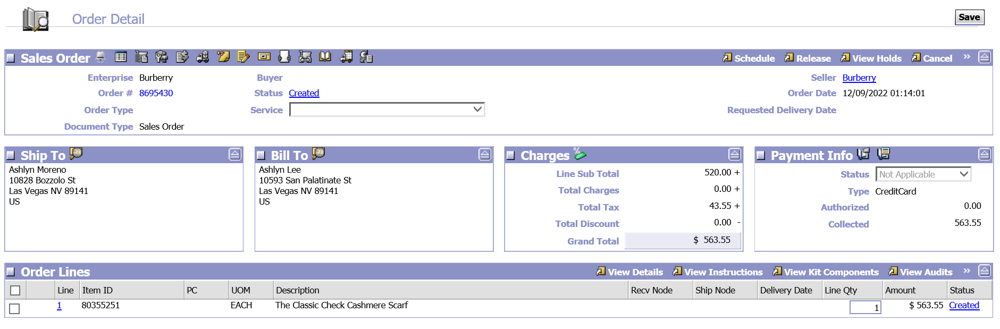 Order Detail
Save
Sales Order
Schedule Release View Holds Cancel »
Enterprise Burberry Buyer Seller Burberry
Order # 8695430 Status Created Order Date 12/09/2022 01:14:01
Order Type Service Requested Delivery Date
Document Type Sales Order
Ship To
Ashlyn Moreno
10828 Bozzolo St
Las Vegas NV 89141
US
Bill To
Ashlyn Lee
10593 San Palatinate St
Las Vegas NV 89141
US
Charges
Line Sub Total 520.00 +
Total Charges 0.00 +
Total Tax 43.55 +
Total Discount 0.00 -
Grand Total $ 563.55
Payment Info
Status Not Applicable
Type CreditCard
Authorized 0.00
Collected 563.55
Order Lines View Details View Instructions View Kit Components View Audits »
Line Item ID PC UOM Description Recv Node Ship Node Delivery Date Line Qty Amount Status
1 80355251 EACH The Classic Check Cashmere Scarf 1 $ 563.55 Created